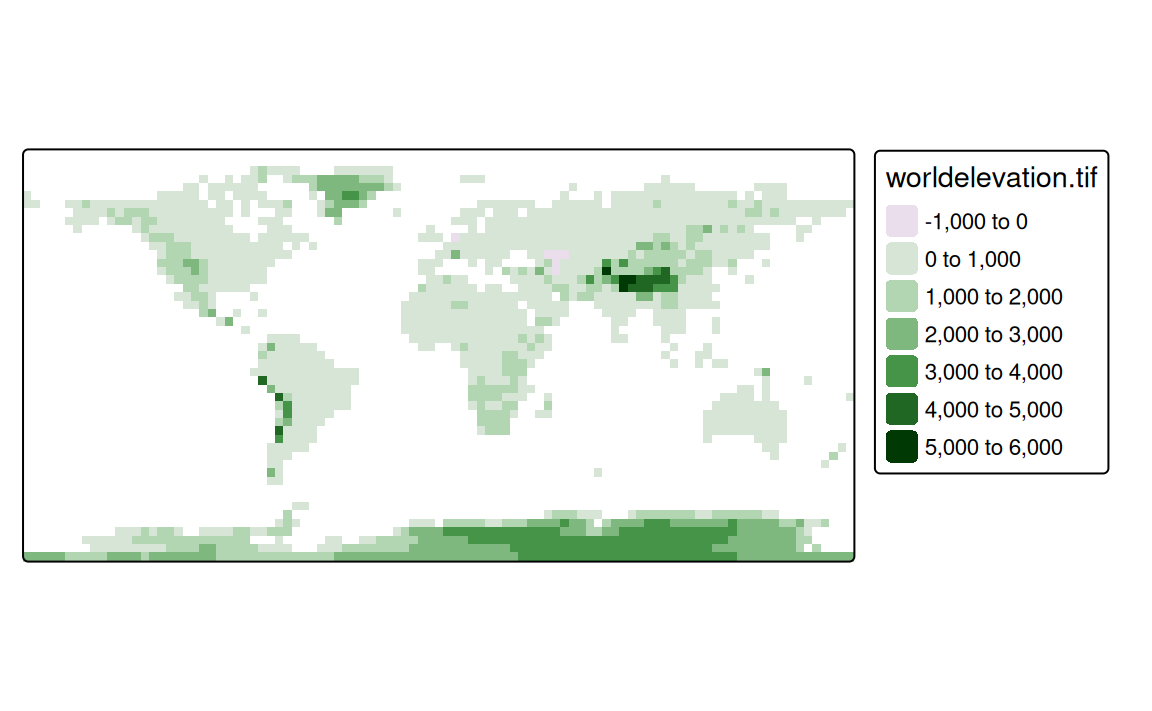 worldelevation.tif
-1,000 to 0
0 to 1,000
1,000 to 2,000
2,000 to 3,000
3,000 to 4,000
4,000 to 5,000
5,000 to 6,000